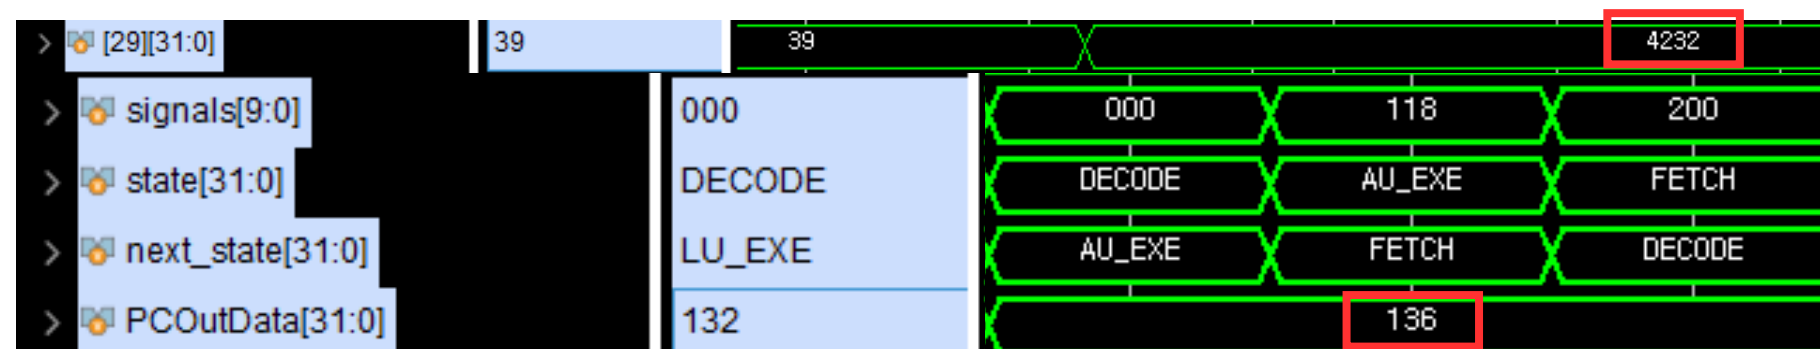 [29][31:0] 39 39 4232
signals[9:0] 000 000 118 200
state[31:0] DECODE DECODE AU_EXE FETCH
next_state[31:0] LU_EXE AU_EXE FETCH DECODE
PCOutData[31:0] 132 136